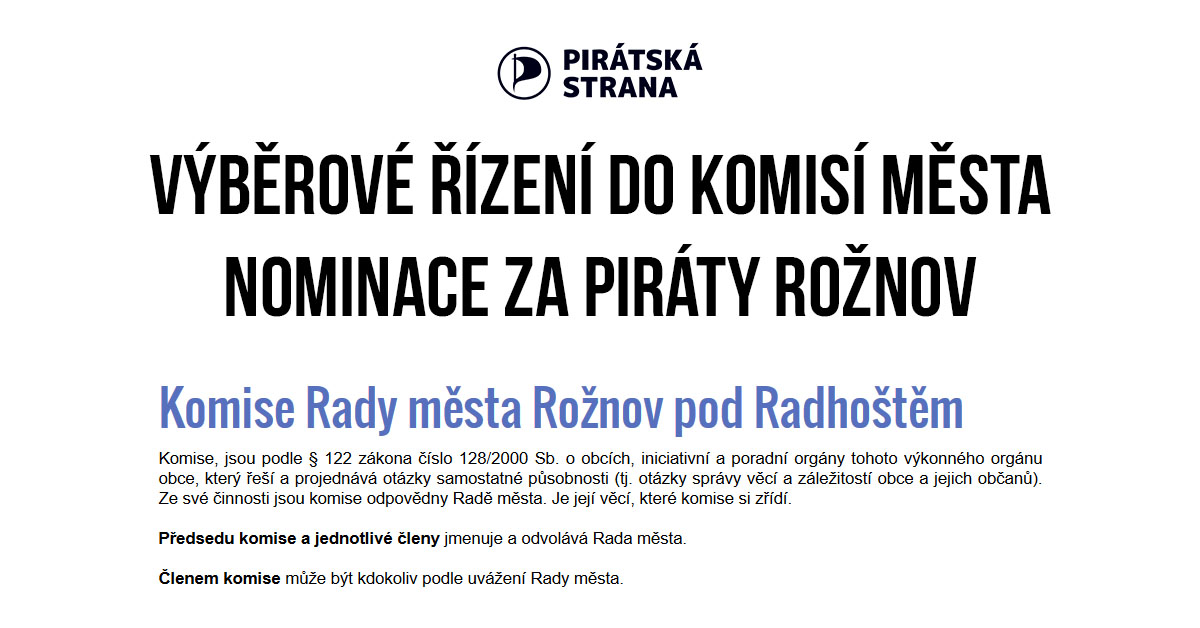 PIRÁTSKÁ
STRANA
VÝBĚROVÉ ŘÍZENÍ DO KOMISÍ MĚSTA
NOMINACE ZA PIRÁTY ROŽNOV
Komise Rady města Rožnov pod Radhoštěm
Komise, jsou podle § 122 zákona číslo 128/2000 Sb. o obcích, iniciativní a poradní orgány tohoto výkonného orgánu
obce, který řeší a projednává otázky samostatné působnosti (tj. otázky správy věcí a záležitostí obce a jejich občanů).
Ze své činnosti jsou komise odpovědny Radě města. Je její věcí, které komise si zřídí.
Předsedu komise a jednotlivé členy jmenuje a odvolává Rada města.
Členem komise může být kdokoliv podle uvážení Rady města.